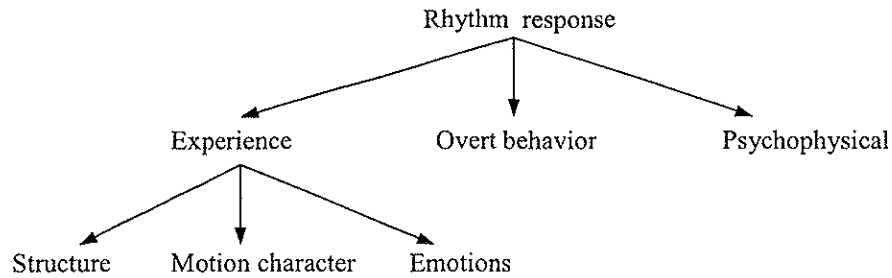 Rhythm response
Experience Overt behavior Psychophysical
Structure Motion character Emotions